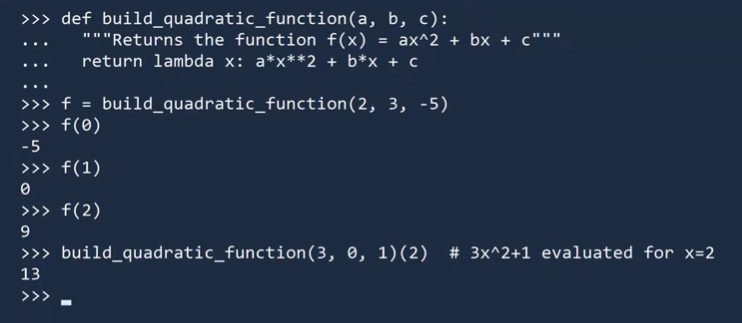 >>> def build_quadratic_function(a, b, c):
...   """Returns the function f(x) = ax^2 + bx + c"""
...   return lambda x: a*x**2 + b*x + c
...
>>> f = build_quadratic_function(2, 3, -5)
>>> f(0)
-5
>>> f(1)
0
>>> f(2)
9
>>> build_quadratic_function(3, 0, 1)(2)  # 3x^2+1 evaluated for x=2
13
>>> _